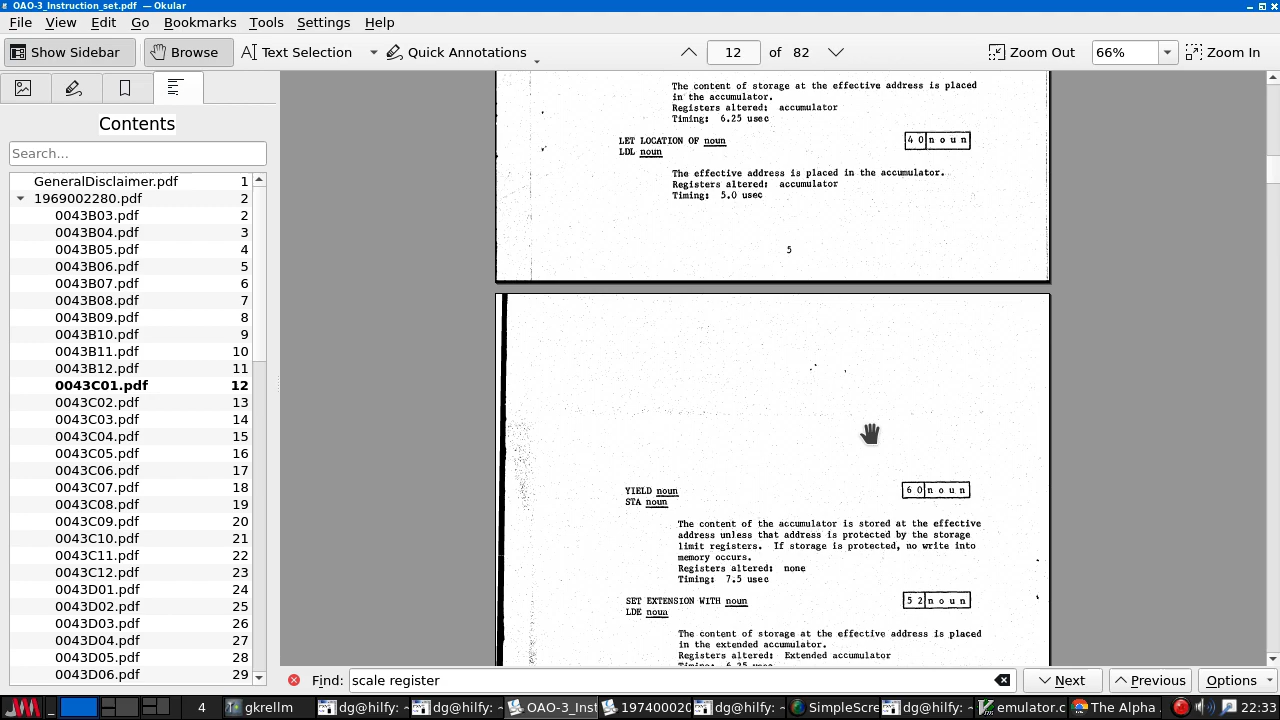 OAO-3_Instruction_set.pdf — Okular
File View Edit Go Bookmarks Tools Settings Help
Show Sidebar Browse Text Selection Quick Annotations 12 of 82 Zoom Out 66% Zoom In
Contents
Search...
GeneralDisclaimer.pdf 1
1969002280.pdf 2
0043B03.pdf 2
0043B04.pdf 3
0043B05.pdf 4
0043B06.pdf 5
0043B07.pdf 6
0043B08.pdf 7
0043B09.pdf 8
0043B10.pdf 9
0043B11.pdf 10
0043B12.pdf 11
0043C01.pdf 12
0043C02.pdf 13
0043C03.pdf 14
0043C04.pdf 15
0043C05.pdf 16
0043C06.pdf 17
0043C07.pdf 18
0043C08.pdf 19
0043C09.pdf 20
0043C10.pdf 21
0043C11.pdf 22
0043C12.pdf 23
0043D01.pdf 24
0043D02.pdf 25
0043D03.pdf 26
0043D04.pdf 27
0043D05.pdf 28
0043D06.pdf 29
The content of storage at the effective address is placed
in the accumulator.
Registers altered: accumulator
Timing: 6.25 usec
LET LOCATION OF noun 4 0 n o u n
LDL noun
The effective address is placed in the accumulator.
Registers altered: accumulator
Timing: 5.0 usec
5
YIELD noun 6 0 n o u n
STA noun
The content of the accumulator is stored at the effective
address unless that address is protected by the storage
limit registers. If storage is protected, no write into
memory occurs.
Registers altered: none
Timing: 7.5 usec
SET EXTENSION WITH noun 5 2 n o u n
LDE noun
The content of storage at the effective address is placed
in the extended accumulator.
Registers altered: Extended accumulator
Timing: 6.25 usec
Find: scale register Next Previous Options
4 gkrellm dg@hilfy: dg@hilfy: OAO-3_Inst 197400020 dg@hilfy: SimpleScre dg@hilfy: emulator.c The Alpha 22:33